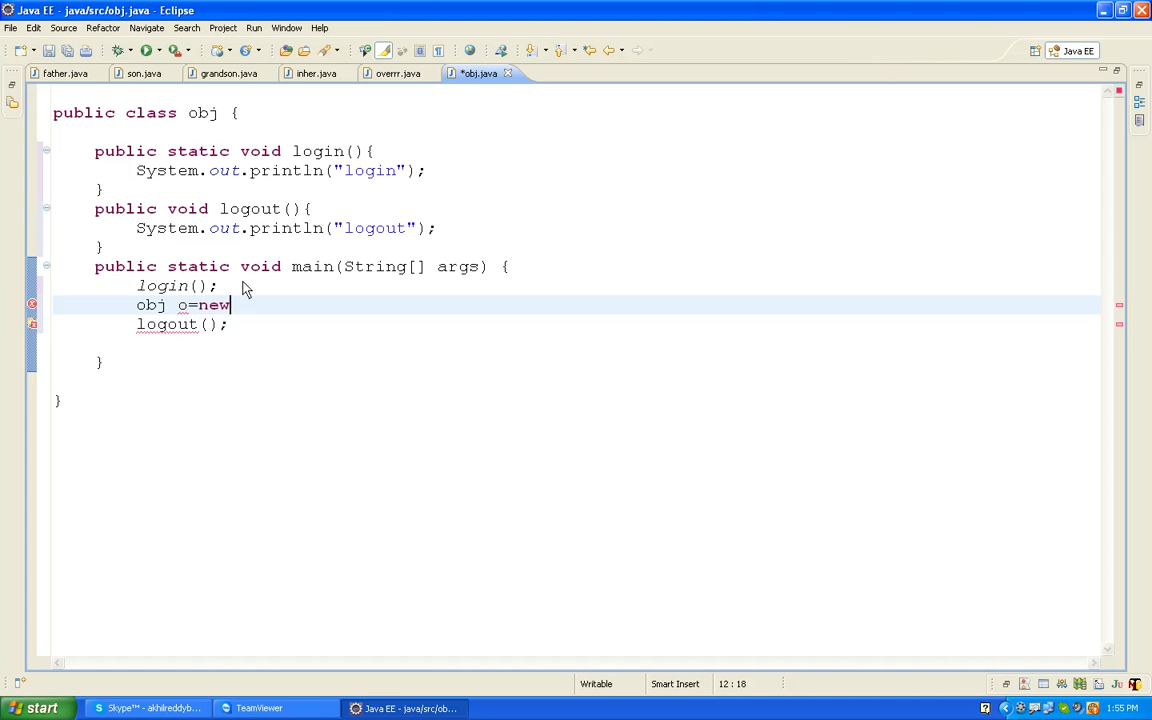 Java EE - java/src/obj.java - Eclipse
File Edit Source Refactor Navigate Search Project Run Window Help
Java EE
father.java son.java grandson.java inher.java overrr.java *obj.java
public class obj {
public static void login(){
System.out.println("login");
}
public void logout(){
System.out.println("logout");
}
public static void main(String[] args) {
login();
obj o=new
logout();
}
}
Writable Smart Insert 12 : 18
start Skype™ - akhilreddyb... TeamViewer Java EE - java/src/ob... 1:55 PM